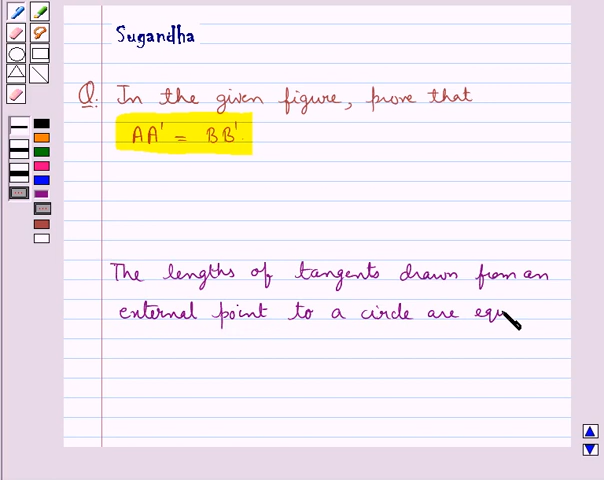 Sugandha
Q. In the given figure, prove that
AA' = BB'.
The lengths of tangents drawn from an
external point to a circle are equ